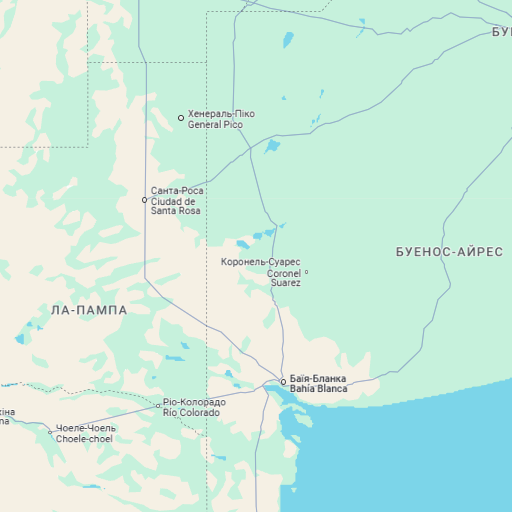 БУ
Хенераль-Піко
General Pico
Санта-Роса
Ciudad de
Santa Rosa
БУЕНОС-АЙРЕС
Коронель-Суарес
Coronel
Suarez
ЛА-ПАМПА
Баїя-Бланка
Bahía Blanca
Ріо-Колорадо
Río Colorado
Чоеле-Чоель
Choele-choel